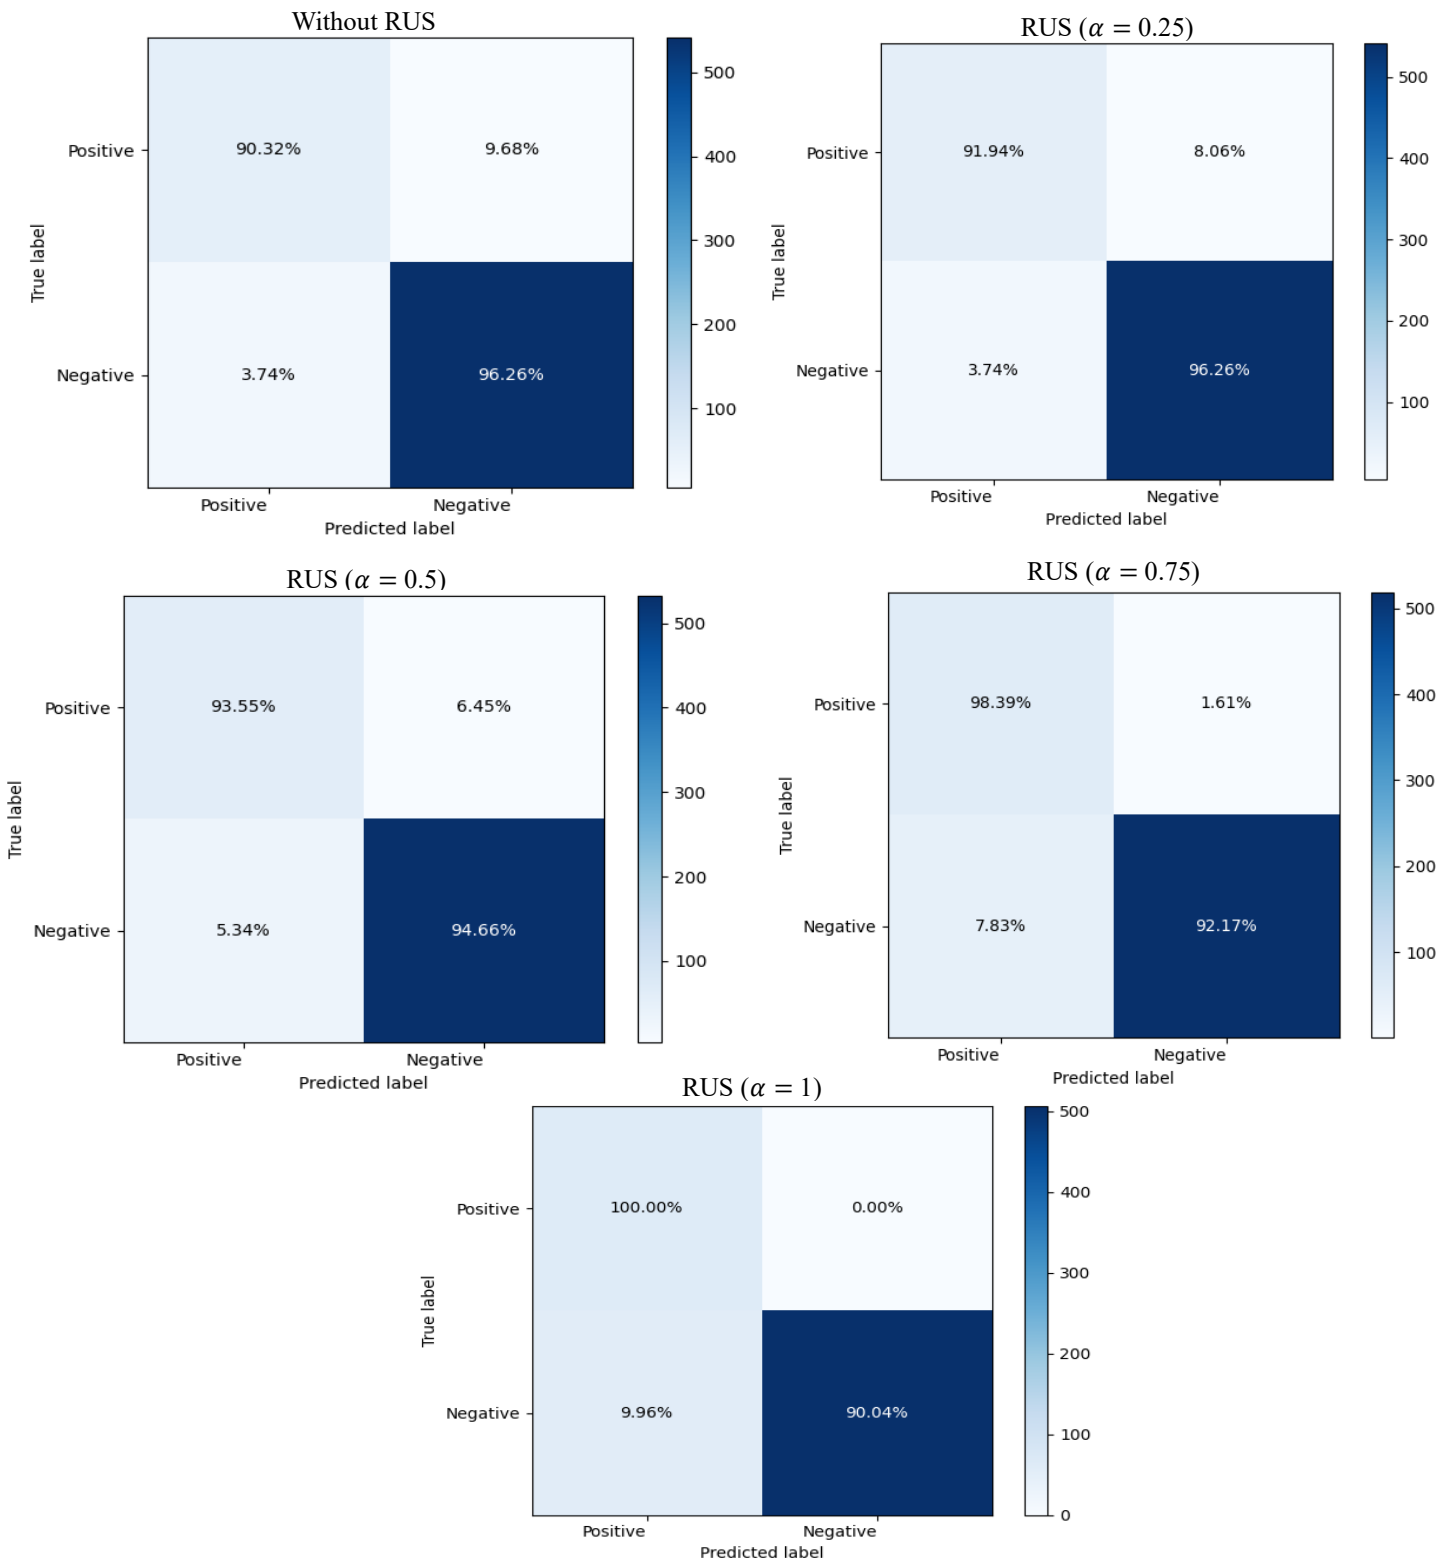 Without RUS
500
400
300
200
100
Positive
Negative
True label
90.32%
9.68%
3.74%
96.26%
Positive
Negative
Predicted label
RUS (α = 0.25)
500
400
300
200
100
Positive
Negative
True label
91.94%
8.06%
3.74%
96.26%
Positive
Negative
Predicted label
RUS (α = 0.5)
500
400
300
200
100
Positive
Negative
True label
93.55%
6.45%
5.34%
94.66%
Positive
Negative
Predicted label
RUS (α = 0.75)
500
400
300
200
100
Positive
Negative
True label
98.39%
1.61%
7.83%
92.17%
Positive
Negative
Predicted label
RUS (α = 1)
500
400
300
200
100
0
Positive
Negative
True label
100.00%
0.00%
9.96%
90.04%
Positive
Negative
Predicted label